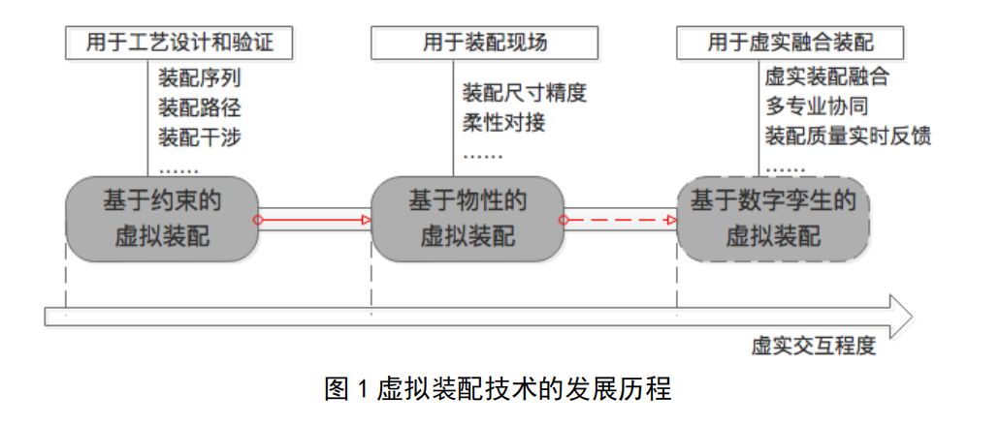 用于工艺设计和验证
装配序列
装配路径
装配干涉
……
基于约束的
虚拟装配
用于装配现场
装配尺寸精度
柔性对接
……
基于物性的
虚拟装配
用于虚实融合装配
虚实装配融合
多专业协同
装配质量实时反馈
……
基于数字孪生的
虚拟装配
虚实交互程度
图 1 虚拟装配技术的发展历程